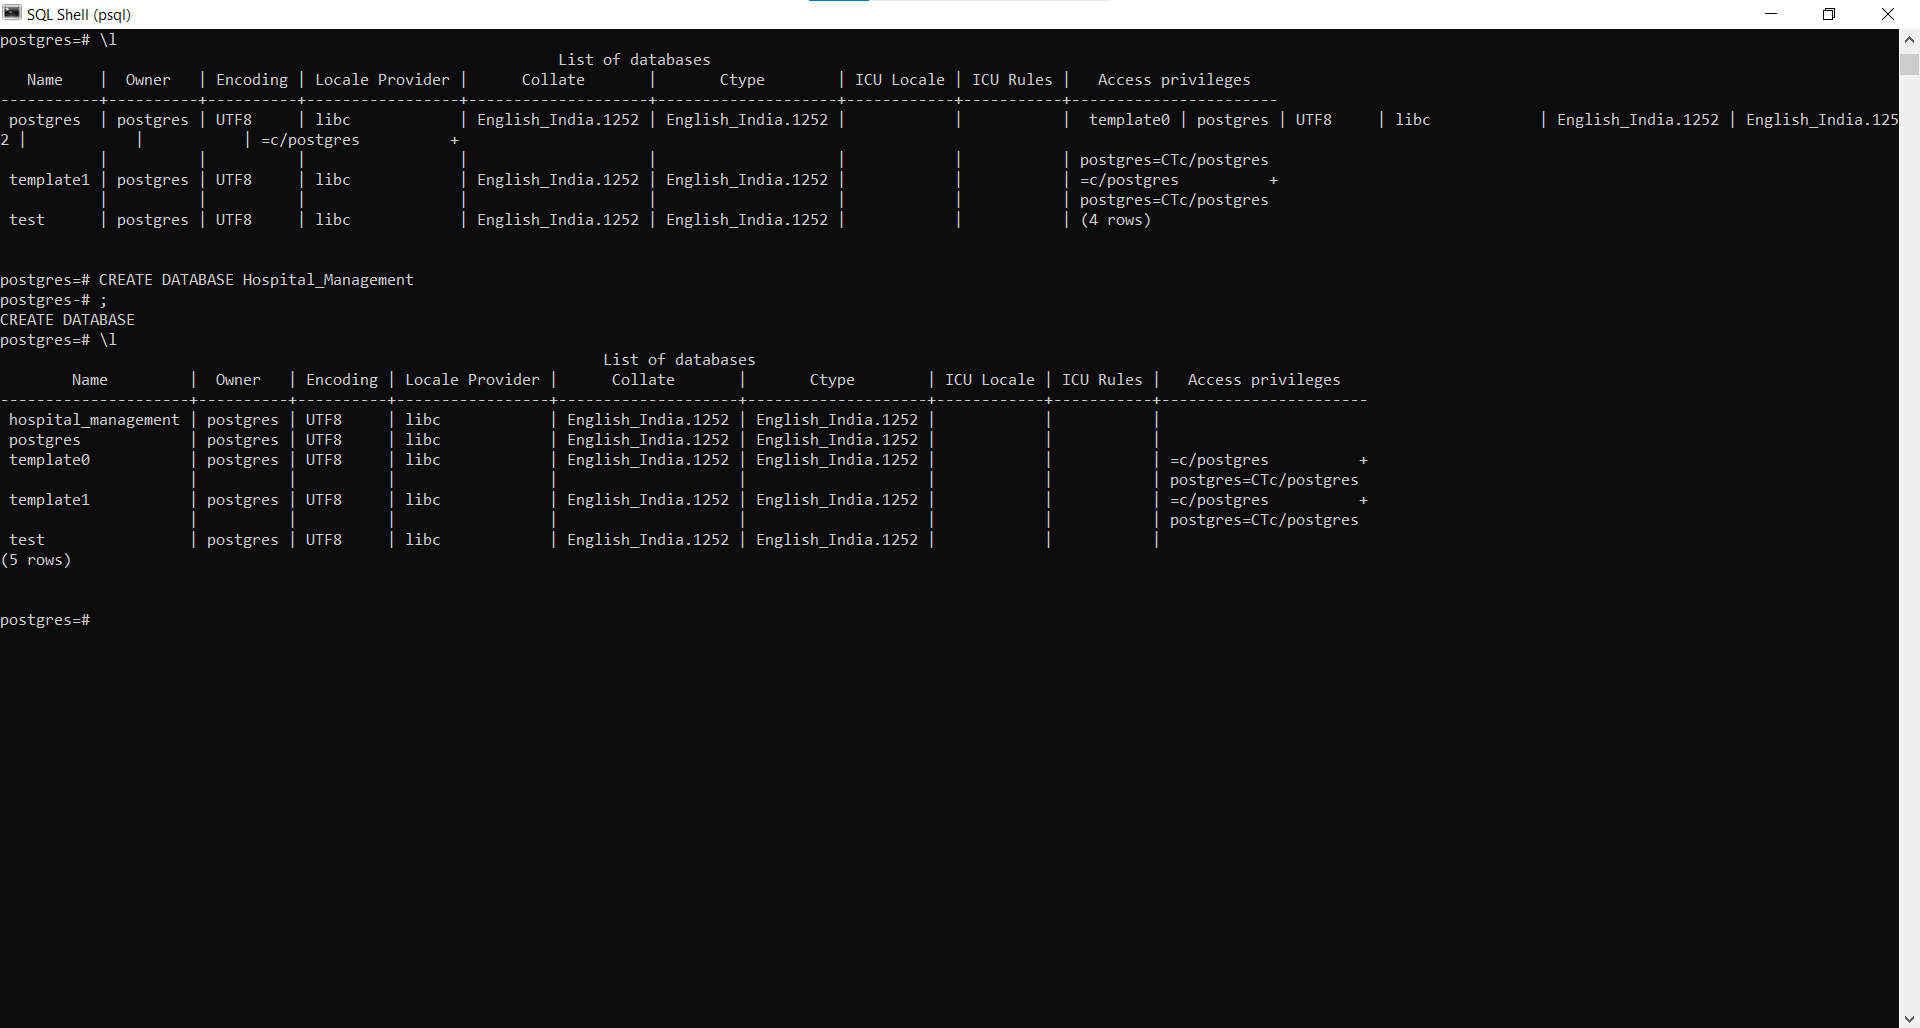 SQL Shell (psql)
postgres=# \l
                                                              List of databases
   Name    |  Owner   | Encoding | Locale Provider |      Collate       |       Ctype        | ICU Locale | ICU Rules |   Access privileges
-----------+----------+----------+-----------------+--------------------+--------------------+------------+-----------+-----------------------
 postgres  | postgres | UTF8     | libc            | English_India.1252 | English_India.1252 |            |           |  template0 | postgres | UTF8     | libc            | English_India.1252 | English_India.125
2 |            |           | =c/postgres          +
           |          |          |                 |                    |                    |            |           | postgres=CTc/postgres
 template1 | postgres | UTF8     | libc            | English_India.1252 | English_India.1252 |            |           | =c/postgres          +
           |          |          |                 |                    |                    |            |           | postgres=CTc/postgres
 test      | postgres | UTF8     | libc            | English_India.1252 | English_India.1252 |            |           | (4 rows)
postgres=# CREATE DATABASE Hospital_Management
postgres-# ;
CREATE DATABASE
postgres=# \l
                                                                   List of databases
        Name         |  Owner   | Encoding | Locale Provider |      Collate       |       Ctype        | ICU Locale | ICU Rules |   Access privileges
---------------------+----------+----------+-----------------+--------------------+--------------------+------------+-----------+-----------------------
 hospital_management | postgres | UTF8     | libc            | English_India.1252 | English_India.1252 |            |           |
 postgres            | postgres | UTF8     | libc            | English_India.1252 | English_India.1252 |            |           |
 template0           | postgres | UTF8     | libc            | English_India.1252 | English_India.1252 |            |           | =c/postgres          +
                     |          |          |                 |                    |                    |            |           | postgres=CTc/postgres
 template1           | postgres | UTF8     | libc            | English_India.1252 | English_India.1252 |            |           | =c/postgres          +
                     |          |          |                 |                    |                    |            |           | postgres=CTc/postgres
 test                | postgres | UTF8     | libc            | English_India.1252 | English_India.1252 |            |           |
(5 rows)
postgres=#